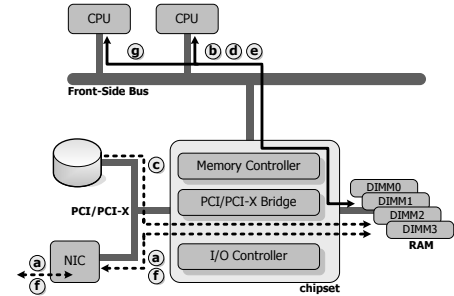 CPU
CPU
g
b d e
Front-Side Bus
c
Memory Controller
DIMM0
DIMM1
DIMM2
DIMM3
RAM
PCI/PCI-X Bridge
PCI/PCI-X
a
NIC
a
f
I/O Controller
f
chipset